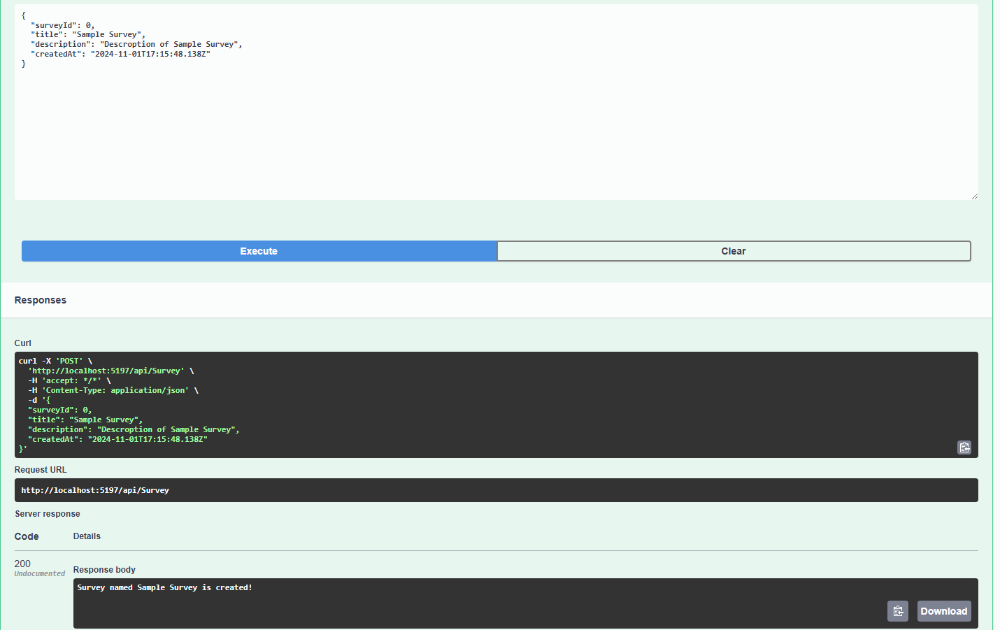 {
  "surveyId": 0,
  "title": "Sample Survey",
  "description": "Descroption of Sample Survey",
  "createdAt": "2024-11-01T17:15:48.138Z"
}
Execute
Clear
Responses
Curl
curl -X 'POST' \
  'http://localhost:5197/api/Survey' \
  -H 'accept: */*' \
  -H 'Content-Type: application/json' \
  -d '{
  "surveyId": 0,
  "title": "Sample Survey",
  "description": "Descroption of Sample Survey",
  "createdAt": "2024-11-01T17:15:48.138Z"
}'
Request URL
http://localhost:5197/api/Survey
Server response
Code Details
200
Undocumented
Response body
Survey named Sample Survey is created!
Download